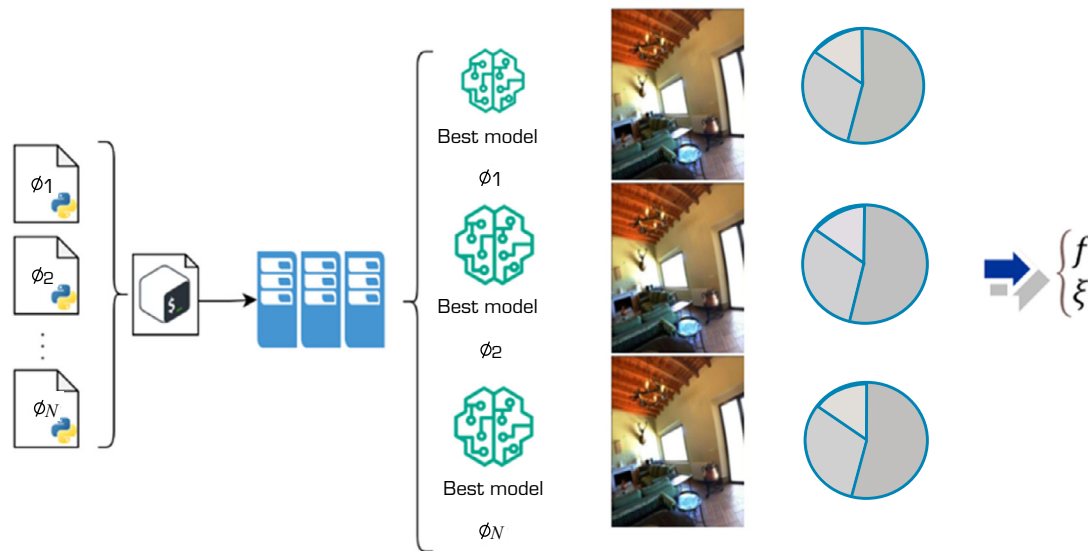 ϕ1
ϕ2
ϕN
$_
Best model
ϕ1
Best model
ϕ2
Best model
ϕN
f
ξ